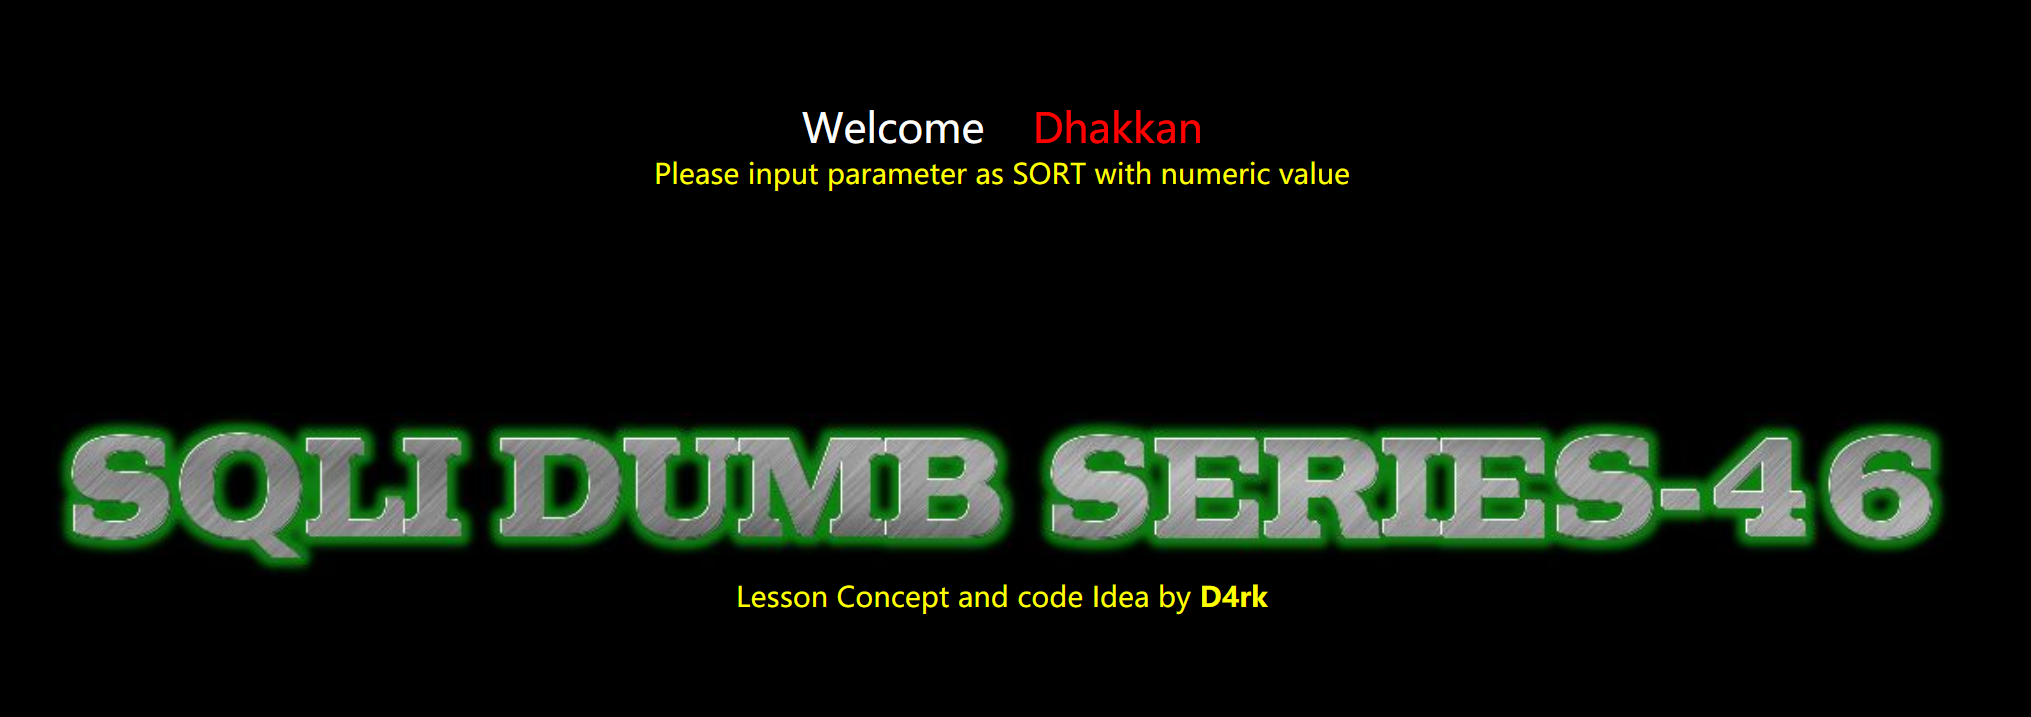 Welcome Dhakkan
Please input parameter as SORT with numeric value
SQLI DUMB SERIES-46
Lesson Concept and code Idea by D4rk